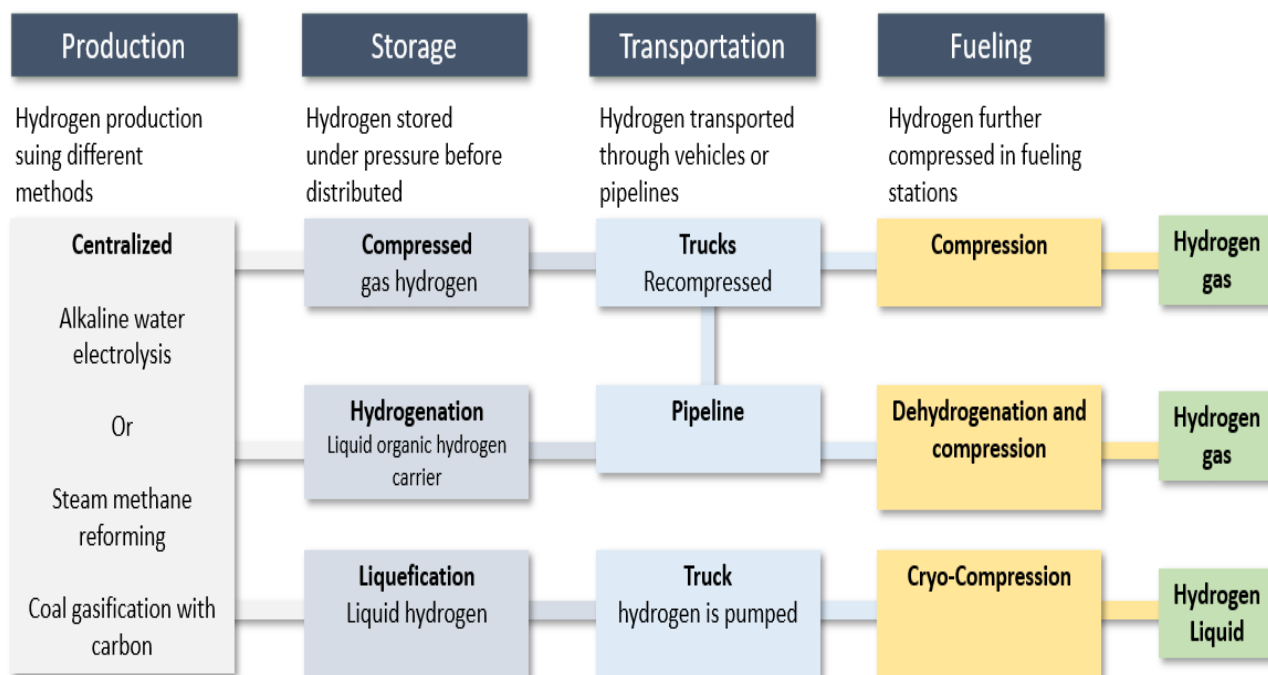 Production
Storage
Transportation
Fueling
Hydrogen production
suing different
methods
Hydrogen stored
under pressure before
distributed
Hydrogen transported
through vehicles or
pipelines
Hydrogen further
compressed in fueling
stations
Centralized
Alkaline water
electrolysis
Or
Steam methane
reforming
Coal gasification with
carbon
Compressed
gas hydrogen
Trucks
Recompressed
Compression
Hydrogen
gas
Hydrogenation
Liquid organic hydrogen
carrier
Pipeline
Dehydrogenation and
compression
Hydrogen
gas
Liquefication
Liquid hydrogen
Truck
hydrogen is pumped
Cryo-Compression
Hydrogen
Liquid